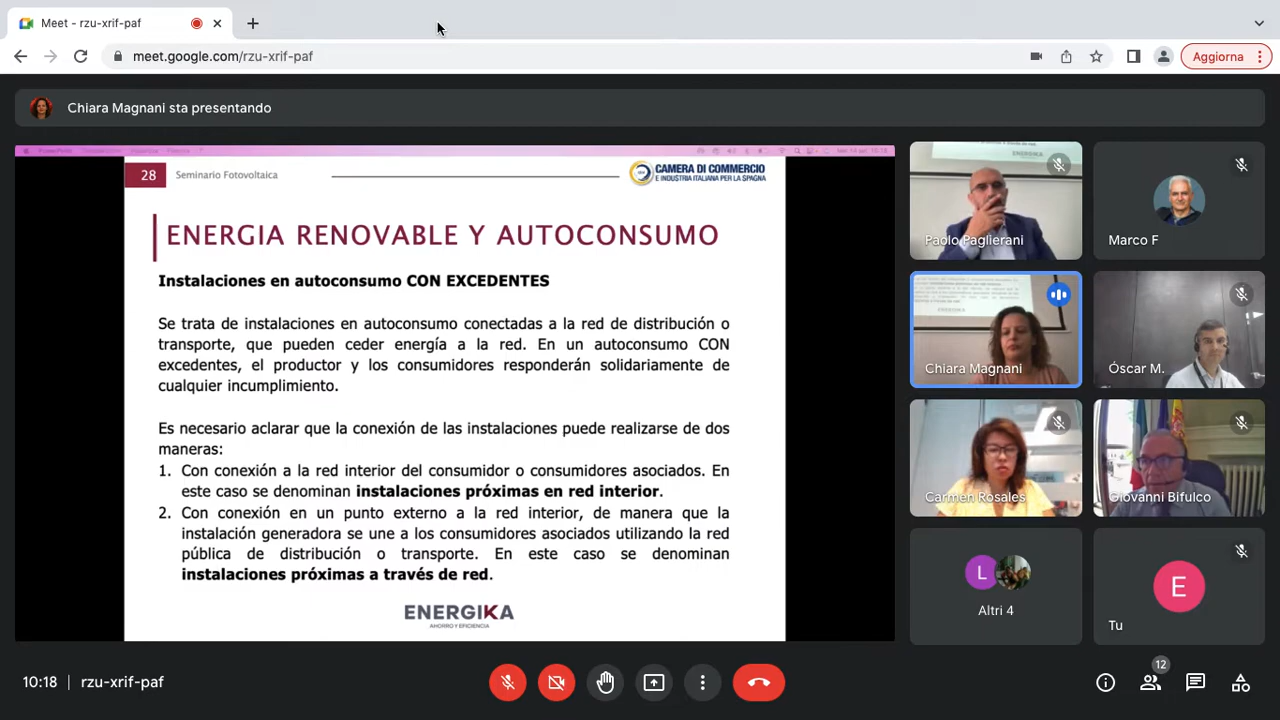 Meet - rzu-xrif-paf
meet.google.com/rzu-xrif-paf
Aggiorna
Chiara Magnani sta presentando
28
Seminario Fotovoltaica
CAMERA DI COMMERCIO
E INDUSTRIA ITALIANA PER LA SPAGNA
ENERGIA RENOVABLE Y AUTOCONSUMO
Instalaciones en autoconsumo CON EXCEDENTES
Se trata de instalaciones en autoconsumo conectadas a la red de distribución o
transporte, que pueden ceder energía a la red. En un autoconsumo CON
excedentes, el productor y los consumidores responderán solidariamente de
cualquier incumplimiento.
Es necesario aclarar que la conexión de las instalaciones puede realizarse de dos
maneras:
1. Con conexión a la red interior del consumidor o consumidores asociados. En
este caso se denominan instalaciones próximas en red interior.
2. Con conexión en un punto externo a la red interior, de manera que la
instalación generadora se une a los consumidores asociados utilizando la red
pública de distribución o transporte. En este caso se denominan
instalaciones próximas a través de red.
ENERGIKA
AHORRO Y EFICIENCIA
Paolo Paglierani
Marco F
Chiara Magnani
Óscar M.
Carmen Rosales
Giovanni Bifulco
L
Altri 4
E
Tu
10:18 | rzu-xrif-paf
12